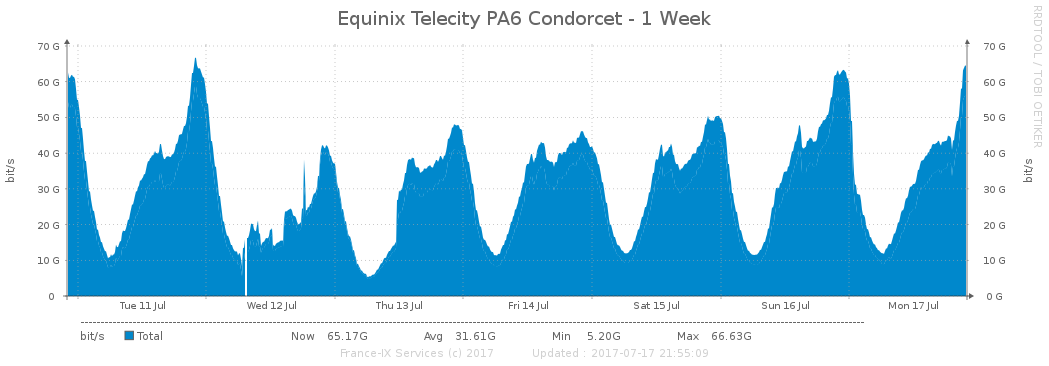 Equinix Telecity PA6 Condorcet - 1 Week
RRDTOOL / TOBI OETIKER
bit/s
70 G
60 G
50 G
40 G
30 G
20 G
10 G
0
70 G
60 G
50 G
40 G
30 G
20 G
10 G
0 G
bit/s
Tue 11 Jul Wed 12 Jul Thu 13 Jul Fri 14 Jul Sat 15 Jul Sun 16 Jul Mon 17 Jul
bit/s Total Now 65.17G Avg 31.61G Min 5.20G Max 66.63G
France-IX Services (c) 2017 Updated : 2017-07-17 21:55:09